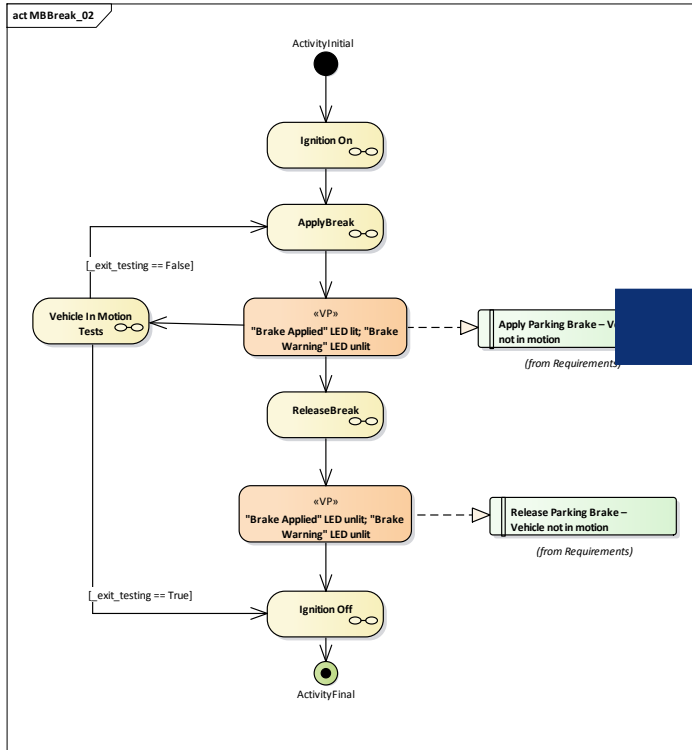 act MBBreak_02
ActivityInitial
Ignition On
ApplyBreak
[_exit_testing == False]
Vehicle In Motion
Tests
«VP»
"Brake Applied" LED lit; "Brake
Warning" LED unlit
Apply Parking Brake –
not in motion
(from Requirements)
ReleaseBreak
«VP»
"Brake Applied" LED unlit; "Brake
Warning" LED unlit
Release Parking Brake –
Vehicle not in motion
(from Requirements)
[_exit_testing == True]
Ignition Off
ActivityFinal